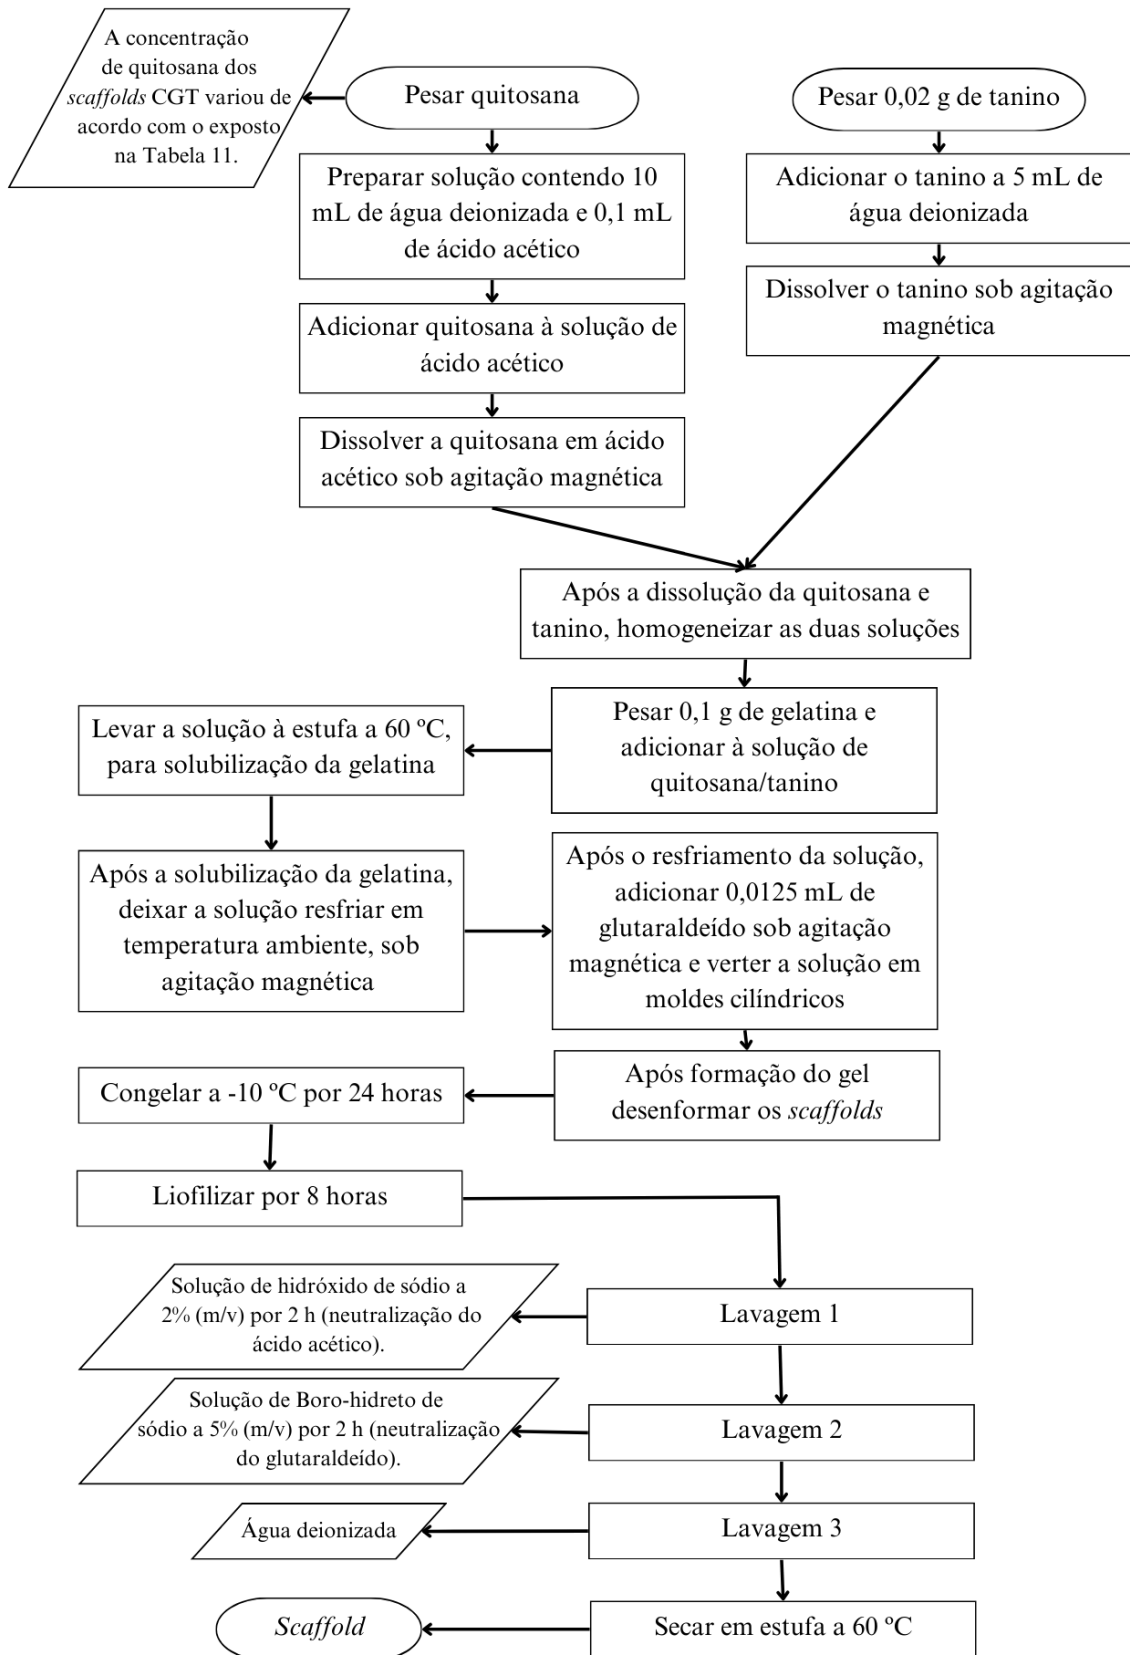 A concentração
de quitosana dos
scaffolds CGT variou de
acordo com o exposto
na Tabela 11.
Pesar quitosana
Pesar 0,02 g de tanino
Preparar solução contendo 10
mL de água deionizada e 0,1 mL
de ácido acético
Adicionar o tanino a 5 mL de
água deionizada
Adicionar quitosana à solução de
ácido acético
Dissolver o tanino sob agitação
magnética
Dissolver a quitosana em ácido
acético sob agitação magnética
Após a dissolução da quitosana e
tanino, homogeneizar as duas soluções
Pesar 0,1 g de gelatina e
adicionar à solução de
quitosana/tanino
Levar a solução à estufa a 60 ºC,
para solubilização da gelatina
Após a solubilização da gelatina,
deixar a solução resfriar em
temperatura ambiente, sob
agitação magnética
Após o resfriamento da solução,
adicionar 0,0125 mL de
glutaraldeído sob agitação
magnética e verter a solução em
moldes cilíndricos
Após formação do gel
desenformar os scaffolds
Congelar a -10 ºC por 24 horas
Liofilizar por 8 horas
Lavagem 1
Solução de hidróxido de sódio a
2% (m/v) por 2 h (neutralização do
ácido acético).
Lavagem 2
Solução de Boro-hidreto de
sódio a 5% (m/v) por 2 h (neutralização
do glutaraldeído).
Lavagem 3
Água deionizada
Secar em estufa a 60 ºC
Scaffold